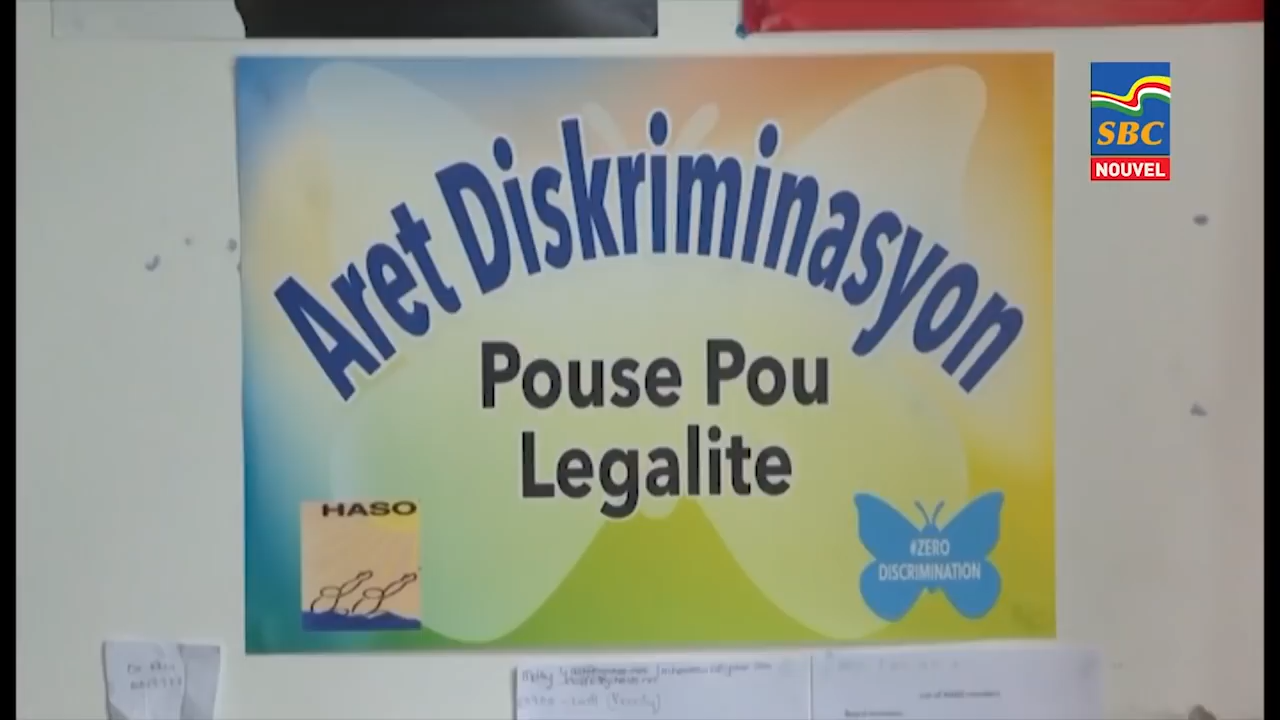 Aret Diskriminasyon
Pouse Pou
Legalite
HASO
#ZERO
DISCRIMINATION
SBC
NOUVEL